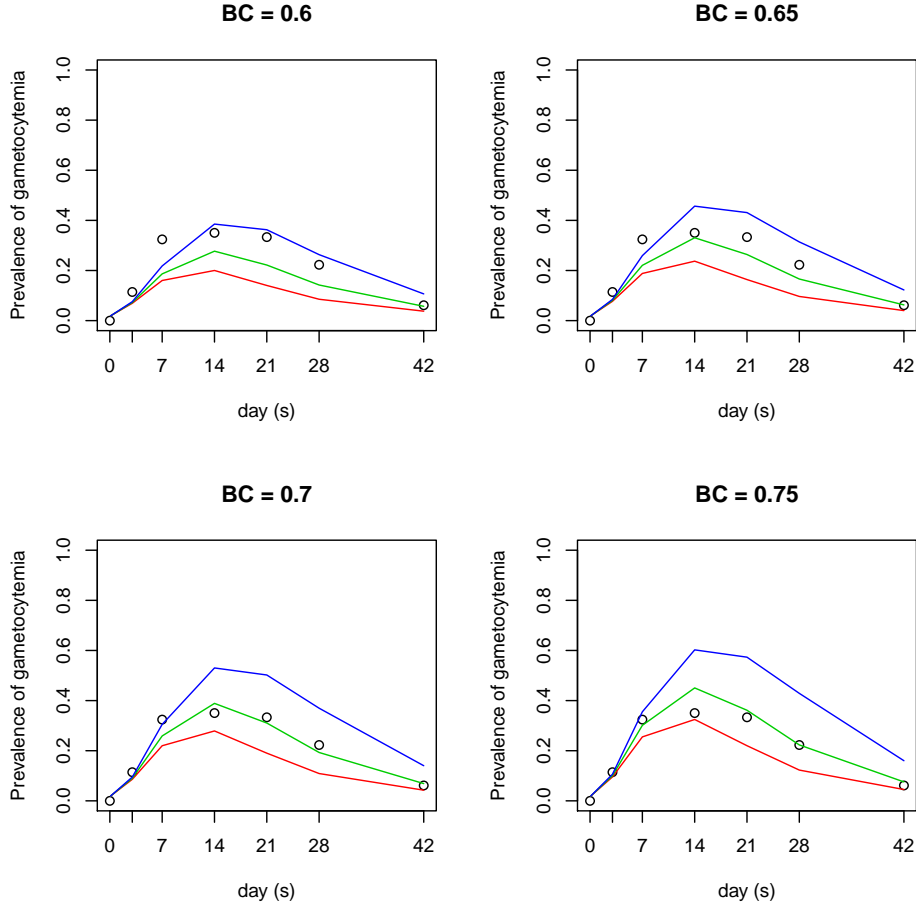 BC = 0.6
Prevalence of gametocytemia
1.0
0.8
0.6
0.4
0.2
0.0
0 7 14 21 28 42
day (s)
BC = 0.65
Prevalence of gametocytemia
1.0
0.8
0.6
0.4
0.2
0.0
0 7 14 21 28 42
day (s)
BC = 0.7
Prevalence of gametocytemia
1.0
0.8
0.6
0.4
0.2
0.0
0 7 14 21 28 42
day (s)
BC = 0.75
Prevalence of gametocytemia
1.0
0.8
0.6
0.4
0.2
0.0
0 7 14 21 28 42
day (s)